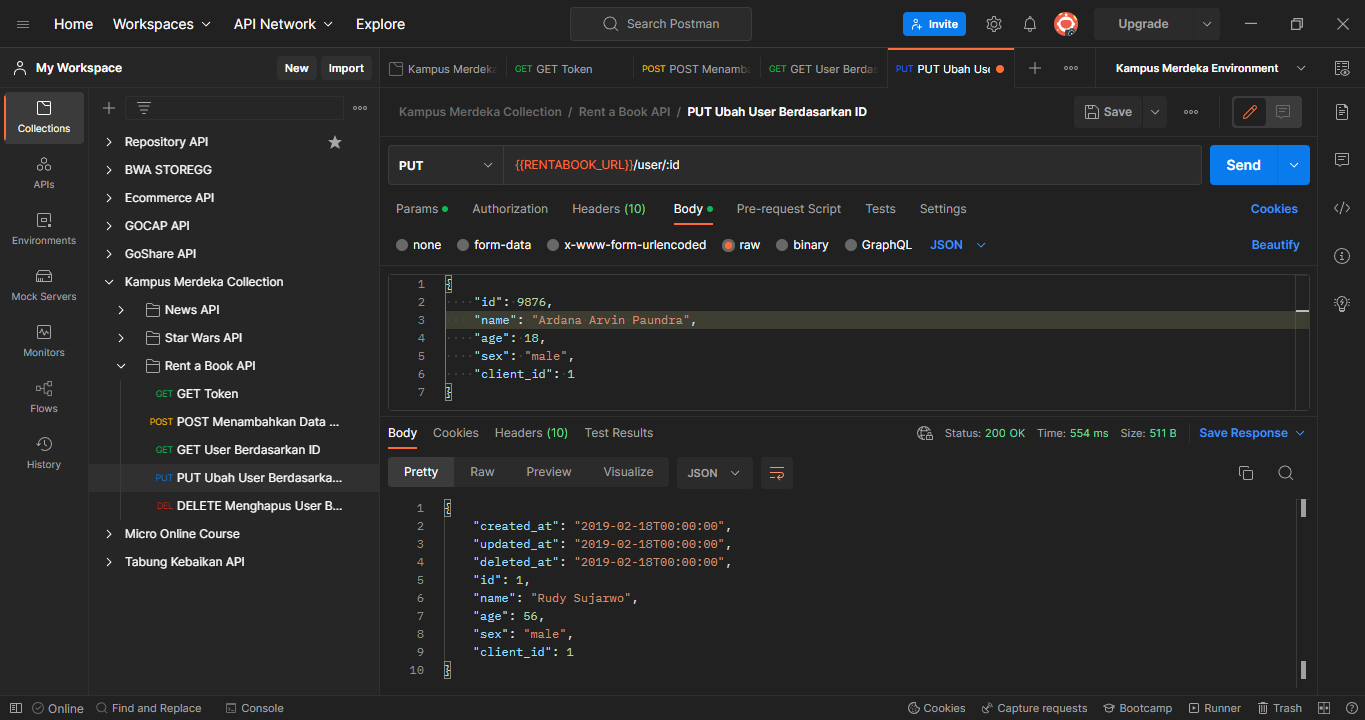 Home Workspaces API Network Explore Search Postman Invite Upgrade
My Workspace New Import
Kampus Merdeka GET GET Token POST POST Menamb GET GET User Berdas PUT PUT Ubah Use Kampus Merdeka Environment
Collections
APIs
Environments
Mock Servers
Monitors
Flows
History
Repository API
BWA STOREGG
Ecommerce API
GOCAP API
GoShare API
Kampus Merdeka Collection
News API
Star Wars API
Rent a Book API
GET GET Token
POST POST Menambahkan Data ...
GET GET User Berdasarkan ID
PUT PUT Ubah User Berdasarka...
DEL DELETE Menghapus User B...
Micro Online Course
Tabung Kebaikan API
Kampus Merdeka Collection / Rent a Book API / PUT Ubah User Berdasarkan ID Save
PUT {{RENTABOOK_URL}}/user/:id Send
Params Authorization Headers (10) Body Pre-request Script Tests Settings Cookies
none form-data x-www-form-urlencoded raw binary GraphQL JSON Beautify
1 {
2 "id": 9876,
3 "name": "Ardana Arvin Paundra",
4 "age": 18,
5 "sex": "male",
6 "client_id": 1
7 }
Body Cookies Headers (10) Test Results Status: 200 OK Time: 554 ms Size: 511 B Save Response
Pretty Raw Preview Visualize JSON
1 {
2 "created_at": "2019-02-18T00:00:00",
3 "updated_at": "2019-02-18T00:00:00",
4 "deleted_at": "2019-02-18T00:00:00",
5 "id": 1,
6 "name": "Rudy Sujarwo",
7 "age": 56,
8 "sex": "male",
9 "client_id": 1
10 }
Online Find and Replace Console Cookies Capture requests Bootcamp Runner Trash